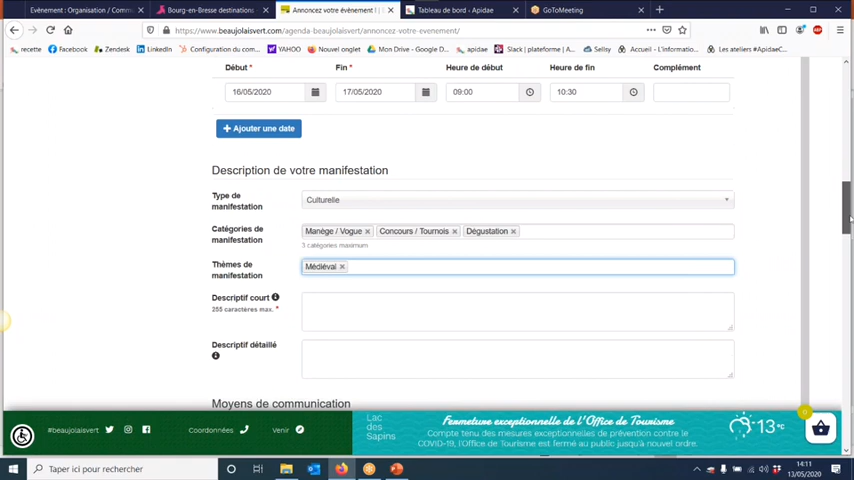 Evènement : Organisation / Comm
Bourg-en-Bresse destinations
Annoncez votre évènement ! |
Tableau de bord - Apidae
GoToMeeting
https://www.beaujolaisvert.com/agenda-beaujolaisvert/annoncez-votre-evenement/
recette Facebook Zendesk LinkedIn Configuration du com... YAHOO Nouvel onglet Mon Drive - Google D... apidae Slack | plateforme | A... Sellsy Accueil - L'informatio... Les ateliers #ApidaeC
Début * Fin * Heure de début Heure de fin Complément
16/05/2020 17/05/2020 09:00 10:30
+ Ajouter une date
Description de votre manifestation
Type de manifestation
Culturelle
Catégories de manifestation
Manège / Vogue × Concours / Tournois × Dégustation ×
3 catégories maximum
Thèmes de manifestation
Médiéval ×
Descriptif court
255 caractères max. *
Descriptif détaillé
Moyens de communication
#beaujolaisvert Coordonnées Venir
Lac des Sapins
Fermeture exceptionnelle de l'Office de Tourisme
Compte tenu des mesures exceptionnelles de prévention contre le
COVID-19, l'Office de Tourisme est fermé au public jusqu'à nouvel ordre.
13°C
0
Taper ici pour rechercher
14:11
13/05/2020